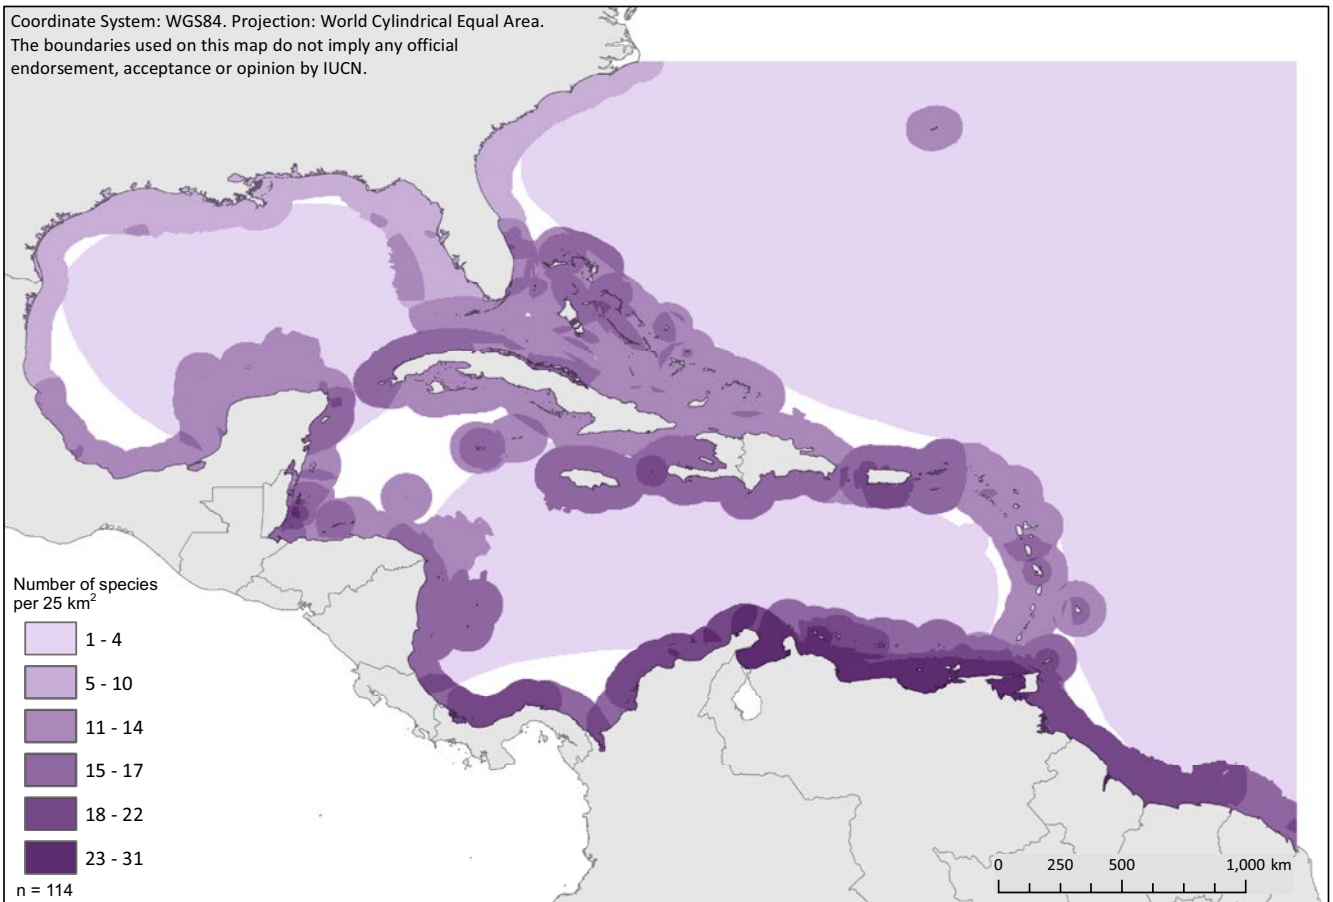 Coordinate System: WGS84. Projection: World Cylindrical Equal Area.
The boundaries used on this map do not imply any official
endorsement, acceptance or opinion by IUCN.
Number of species
per 25 km²
1 - 4
5 - 10
11 - 14
15 - 17
18 - 22
23 - 31
n = 114
0 250 500 1,000 km